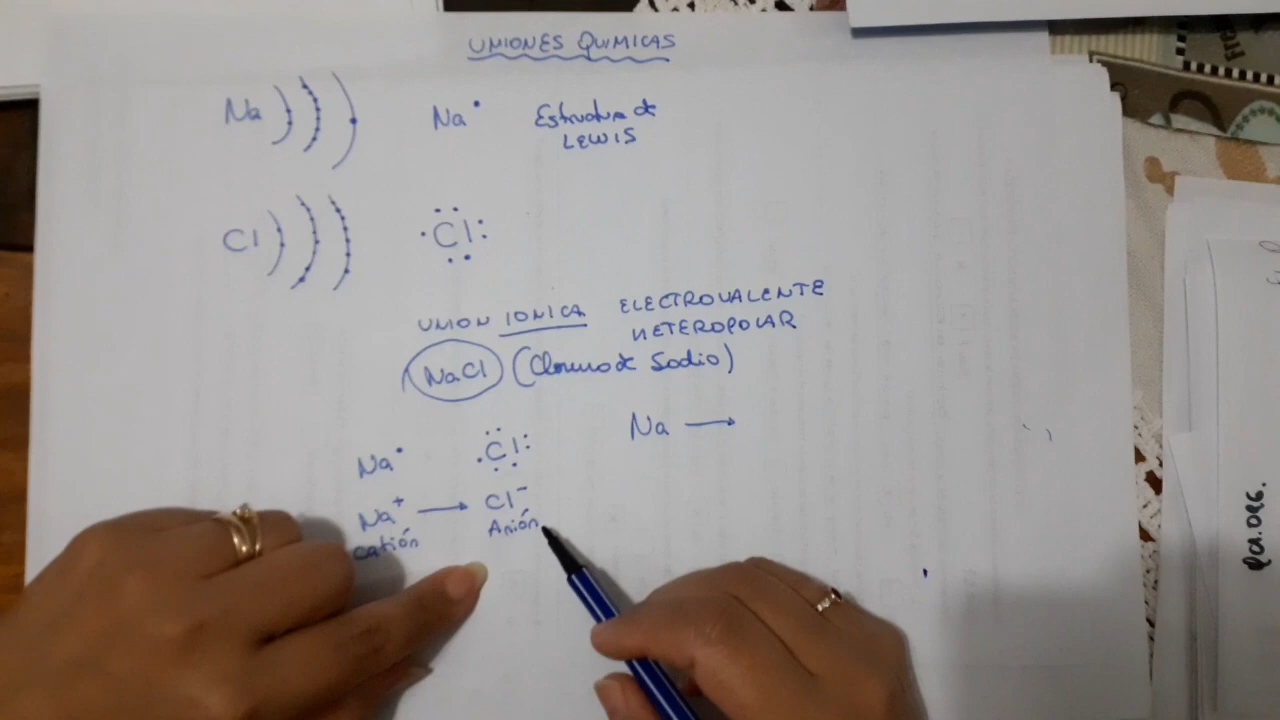 UNIONES QUIMICAS
Na Na Estructura de
LEWIS
Cl Cl
UNION IONICA ELECTROVALENTE
HETEROPOLAR
NaCl (Cloruro de Sodio)
Na →
Na Cl
Na⁺ → Cl⁻
catión Anión